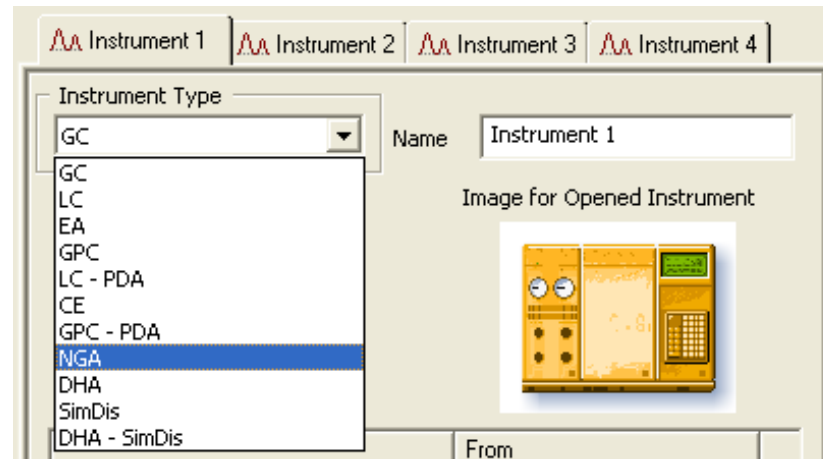 Instrument 1 Instrument 2 Instrument 3 Instrument 4
Instrument Type
GC
Name Instrument 1
GC
LC
EA
GPC
LC - PDA
CE
GPC - PDA
NGA
DHA
SimDis
DHA - SimDis
Image for Opened Instrument
From